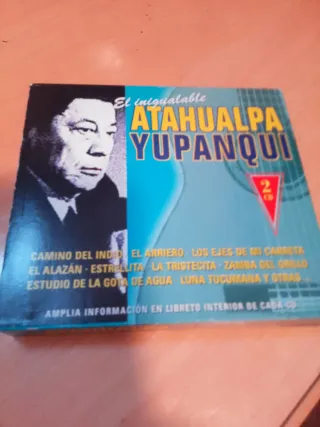 El inigualable
ATAHUALPA
YUPANQUI
2
CD
CAMINO DEL INDIO · EL ARRIERO · LOS EJES DE MI CARRETA
EL ALAZÁN · ESTRELLITA · LA TRISTECITA · ZAMBA DEL GRILLO
ESTUDIO DE LA GOTA DE AGUA · LUNA TUCUMANA Y OTROS
AMPLIA INFORMACIÓN EN LIBRETO INTERIOR DE CADA CD